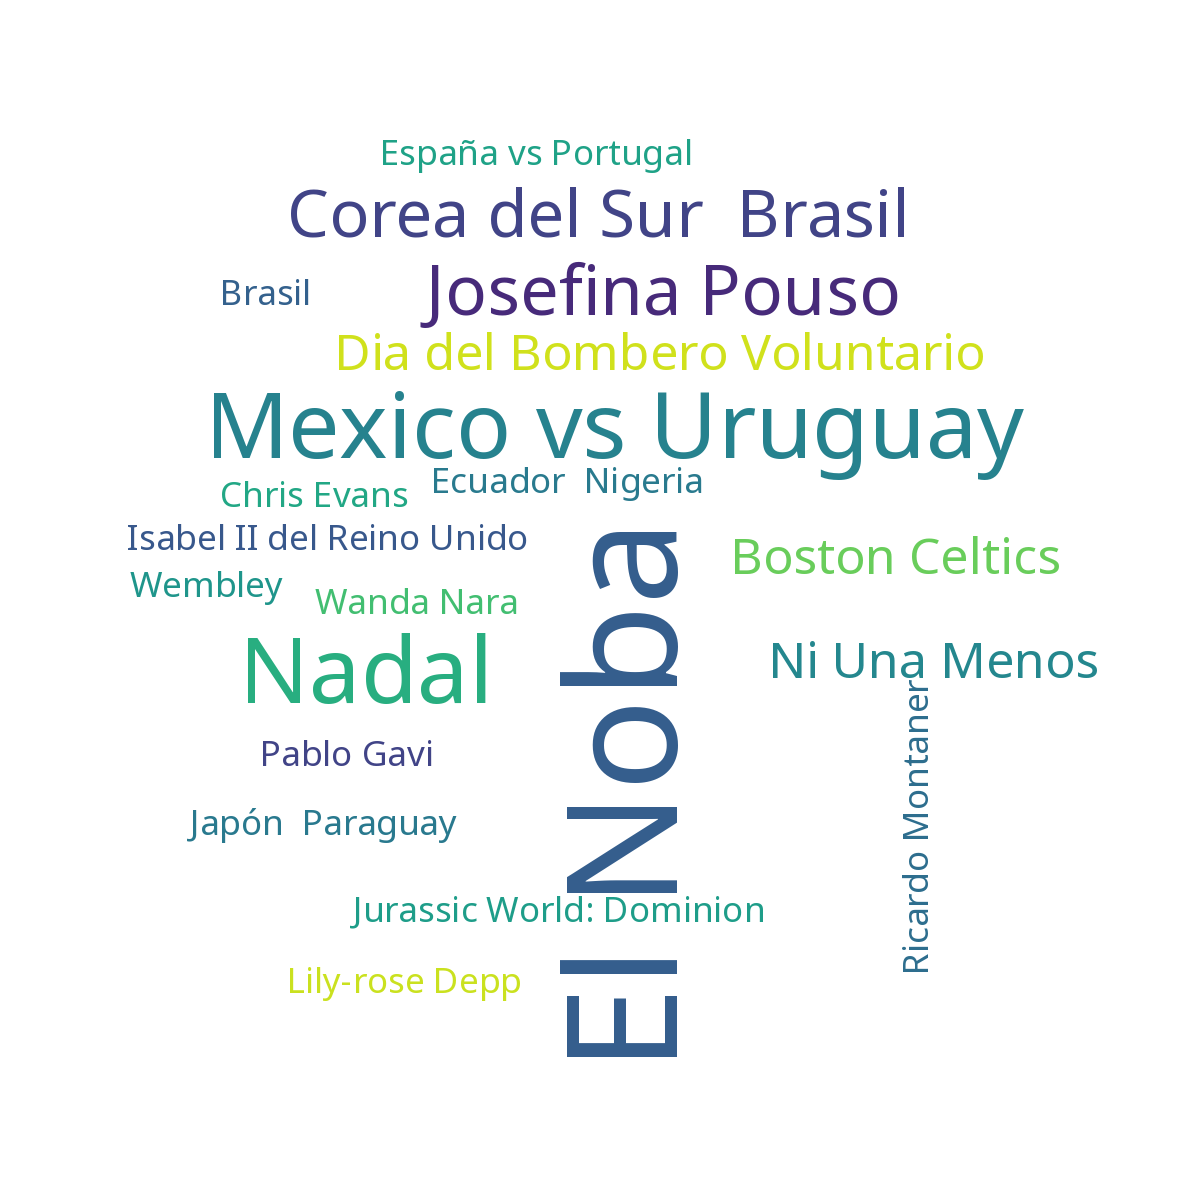 España vs Portugal
Corea del Sur  Brasil
Brasil
Josefina Pouso
Dia del Bombero Voluntario
Mexico vs Uruguay
Ecuador  Nigeria
Chris Evans
Isabel II del Reino Unido
Boston Celtics
Wembley
Wanda Nara
Nadal
Ni Una Menos
El Noba
Ricardo Montaner
Pablo Gavi
Japón  Paraguay
Jurassic World: Dominion
Lily-rose Depp